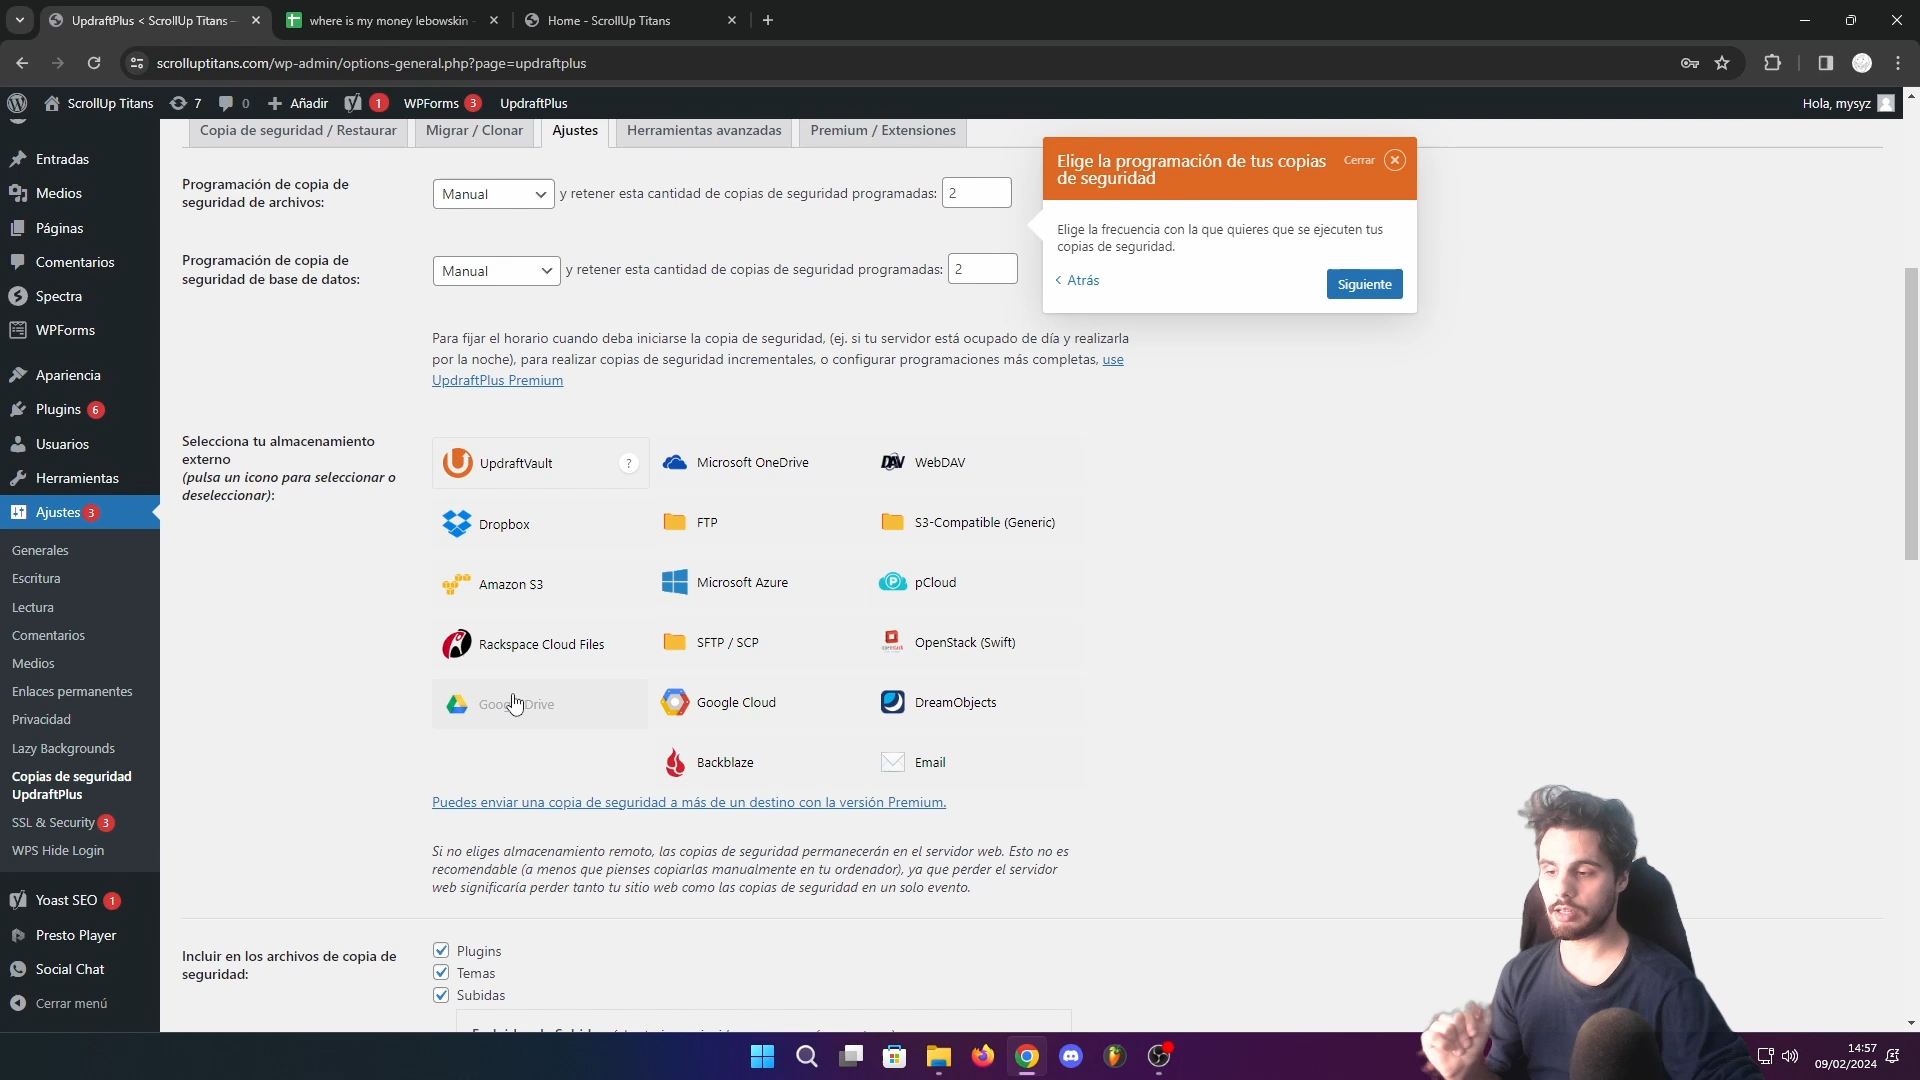 UpdraftPlus < ScrollUp Titans –
where is my money lebowskin
Home - ScrollUp Titans
scrolluptitans.com/wp-admin/options-general.php?page=updraftplus
ScrollUp Titans
7
0
Añadir
1
WPForms 3
UpdraftPlus
Hola, mysyz
Entradas
Medios
Páginas
Comentarios
Spectra
WPForms
Apariencia
Plugins 6
Usuarios
Herramientas
Ajustes 3
Generales
Escritura
Lectura
Comentarios
Medios
Enlaces permanentes
Privacidad
Lazy Backgrounds
Copias de seguridad
UpdraftPlus
SSL & Security 3
WPS Hide Login
Yoast SEO 1
Presto Player
Social Chat
Cerrar menú
Copia de seguridad / Restaurar
Migrar / Clonar
Ajustes
Herramientas avanzadas
Premium / Extensiones
Programación de copia de
seguridad de archivos:
Manual
y retener esta cantidad de copias de seguridad programadas: 2
Programación de copia de
seguridad de base de datos:
Manual
y retener esta cantidad de copias de seguridad programadas: 2
Elige la programación de tus copias
de seguridad
Cerrar
Elige la frecuencia con la que quieres que se ejecuten tus
copias de seguridad.
< Atrás
Siguiente
Para fijar el horario cuando deba iniciarse la copia de seguridad, (ej. si tu servidor está ocupado de día y realizarla
por la noche), para realizar copias de seguridad incrementales, o configurar programaciones más completas, use
UpdraftPlus Premium
Selecciona tu almacenamiento
externo
(pulsa un icono para seleccionar o
deseleccionar):
UpdraftVault ?
Microsoft OneDrive
DAV WebDAV
Dropbox
FTP
S3-Compatible (Generic)
Amazon S3
Microsoft Azure
pCloud
Rackspace Cloud Files
SFTP / SCP
OpenStack (Swift)
Google Drive
Google Cloud
DreamObjects
Backblaze
Email
Puedes enviar una copia de seguridad a más de un destino con la versión Premium.
Si no eliges almacenamiento remoto, las copias de seguridad permanecerán en el servidor web. Esto no es
recomendable (a menos que pienses copiarlas manualmente en tu ordenador), ya que perder el servidor
web significaría perder tanto tu sitio web como las copias de seguridad en un solo evento.
Incluir en los archivos de copia de
seguridad:
Plugins
Temas
Subidas
14:57
09/02/2024